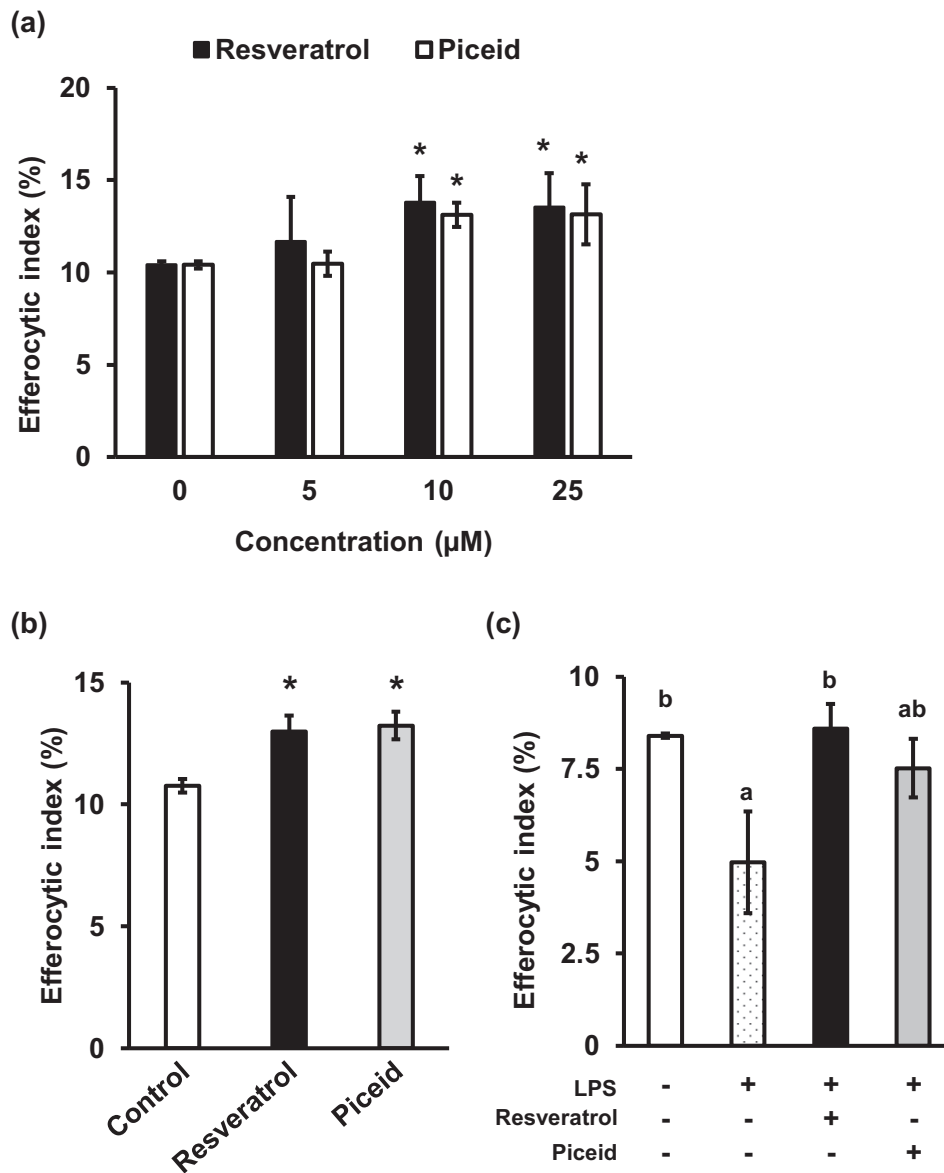 (a)
Resveratrol Piceid
Efferocytic index (%)
20
15
10
5
0
* * * *
0 5 10 25
Concentration (μM)
(b)
Efferocytic index (%)
15
10
5
0
* *
Control Resveratrol Piceid
(c)
Efferocytic index (%)
10
7.5
5
2.5
0
b a b ab
LPS - + + +
Resveratrol - - + -
Piceid - - - +